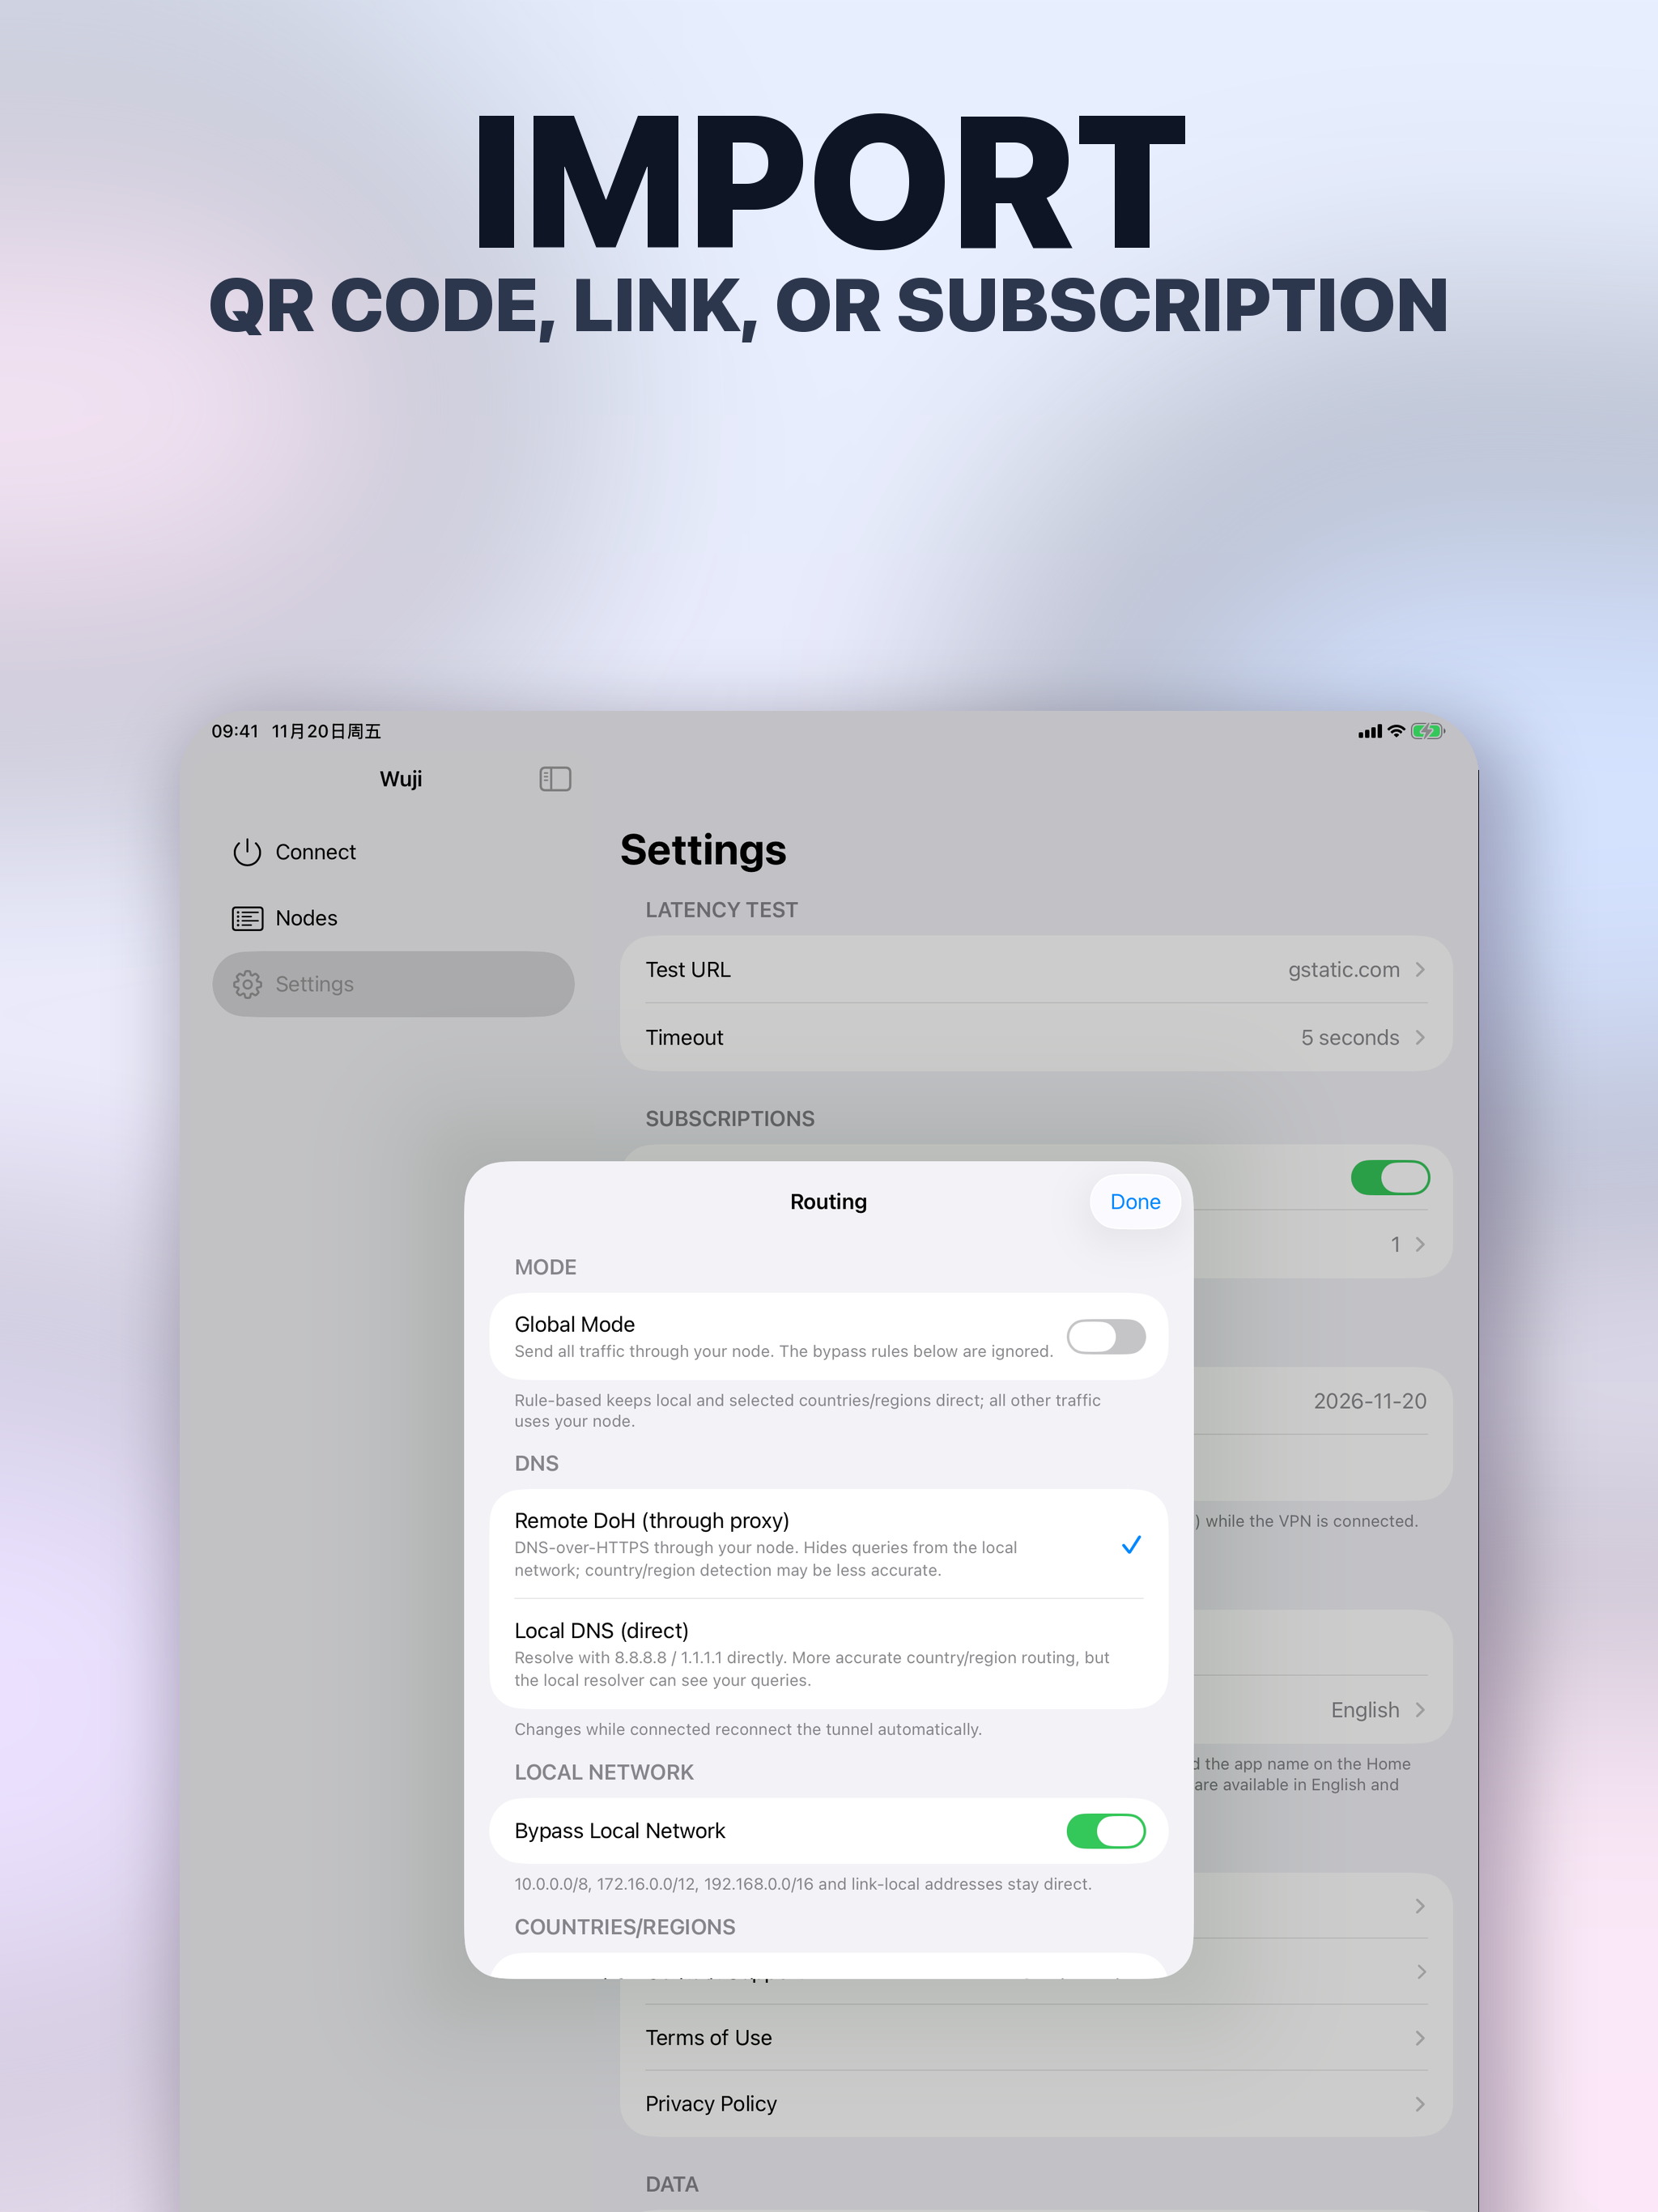 IMPORT
QR CODE, LINK, OR SUBSCRIPTION
09:41 11月20日周五
Wuji
Connect
Nodes
Settings
Settings
LATENCY TEST
Test URL gstatic.com
Timeout 5 seconds
SUBSCRIPTIONS
1
2026-11-20
) while the VPN is connected.
English
d the app name on the Home
are available in English and
Routing
Done
MODE
Global Mode
Send all traffic through your node. The bypass rules below are ignored.
Rule-based keeps local and selected countries/regions direct; all other traffic
uses your node.
DNS
Remote DoH (through proxy)
DNS-over-HTTPS through your node. Hides queries from the local
network; country/region detection may be less accurate.
Local DNS (direct)
Resolve with 8.8.8.8 / 1.1.1.1 directly. More accurate country/region routing, but
the local resolver can see your queries.
Changes while connected reconnect the tunnel automatically.
LOCAL NETWORK
Bypass Local Network
10.0.0.0/8, 172.16.0.0/12, 192.168.0.0/16 and link-local addresses stay direct.
COUNTRIES/REGIONS
Terms of Use
Privacy Policy
DATA